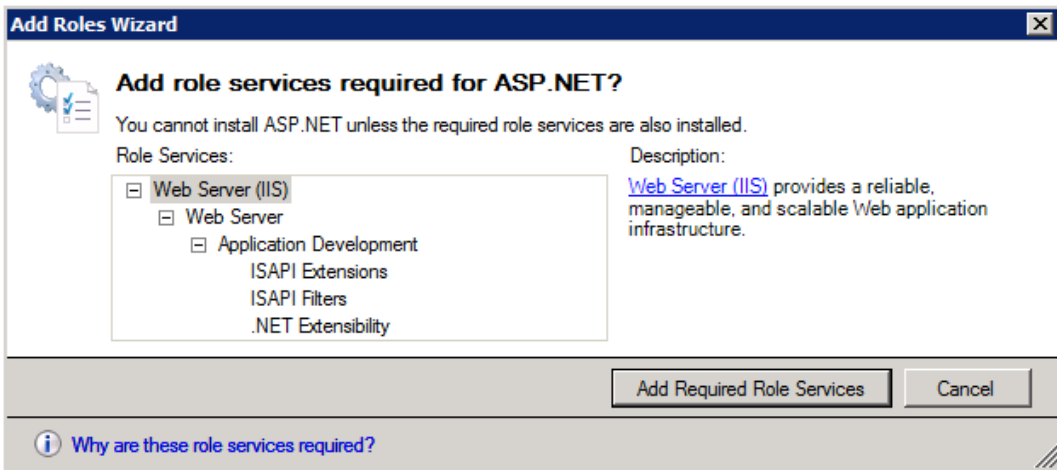 Add Roles Wizard
Add role services required for ASP.NET?
You cannot install ASP.NET unless the required role services are also installed.
Role Services:
Web Server (IIS)
Web Server
Application Development
ISAPI Extensions
ISAPI Filters
.NET Extensibility
Description:
Web Server (IIS) provides a reliable,
manageable, and scalable Web application
infrastructure.
Add Required Role Services
Cancel
Why are these role services required?